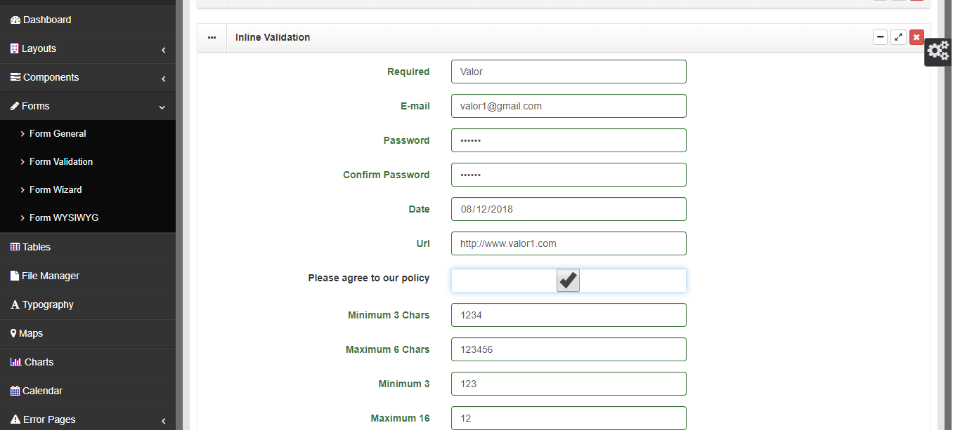 Dashboard
Layouts
Components
Forms
Form General
Form Validation
Form Wizard
Form WYSIWYG
Tables
File Manager
Typography
Maps
Charts
Calendar
Error Pages
Inline Validation
Required Valor
E-mail valor1@gmail.com
Password ••••••
Confirm Password ••••••
Date 08/12/2018
Url http://www.valor1.com
Please agree to our policy
Minimum 3 Chars 1234
Maximum 6 Chars 123456
Minimum 3 123
Maximum 16 12